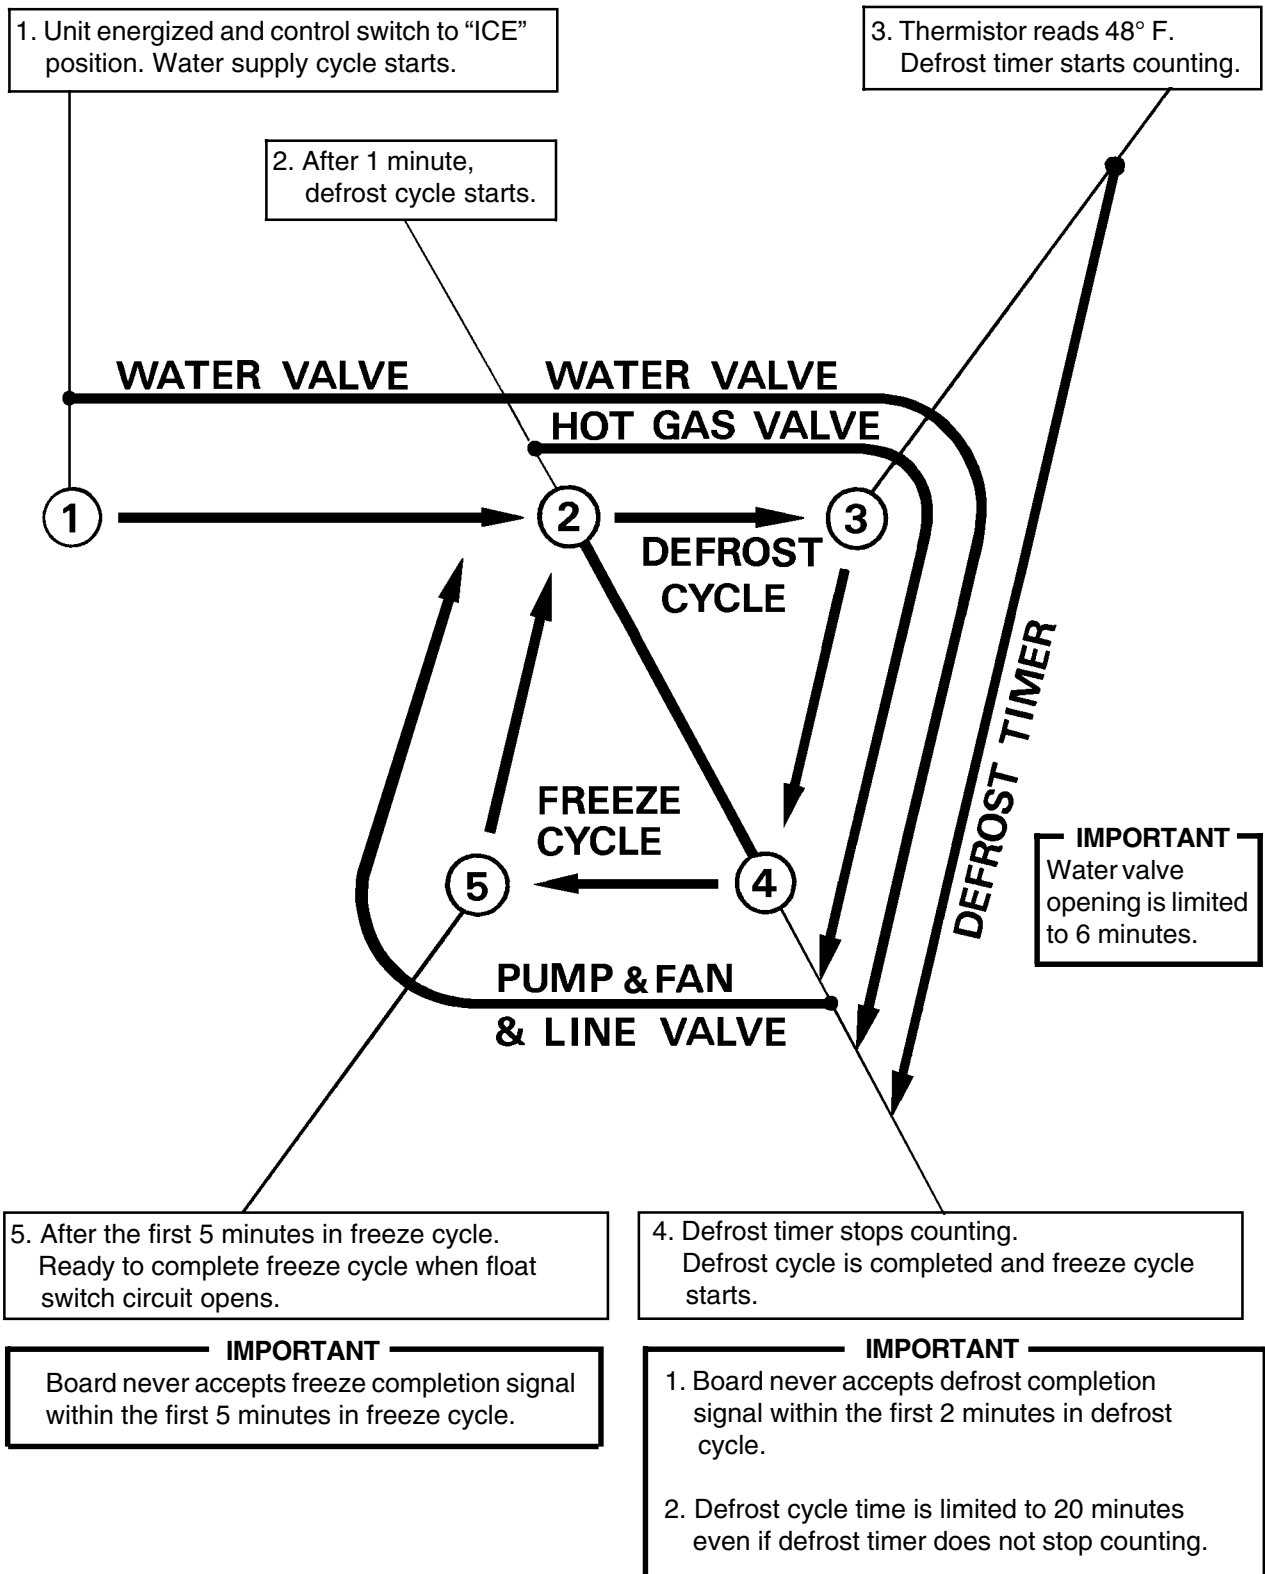 1. Unit energized and control switch to “ICE”
position. Water supply cycle starts.
3. Thermistor reads 48° F.
Defrost timer starts counting.
2. After 1 minute,
defrost cycle starts.
WATER VALVE
WATER VALVE
HOT GAS VALVE
1
2
3
DEFROST
CYCLE
DEFROST TIMER
FREEZE
CYCLE
5
4
IMPORTANT
Water valve
opening is limited
to 6 minutes.
PUMP & FAN
& LINE VALVE
5. After the first 5 minutes in freeze cycle.
Ready to complete freeze cycle when float
switch circuit opens.
4. Defrost timer stops counting.
Defrost cycle is completed and freeze cycle
starts.
IMPORTANT
Board never accepts freeze completion signal
within the first 5 minutes in freeze cycle.
IMPORTANT
1. Board never accepts defrost completion
signal within the first 2 minutes in defrost
cycle.
2. Defrost cycle time is limited to 20 minutes
even if defrost timer does not stop counting.